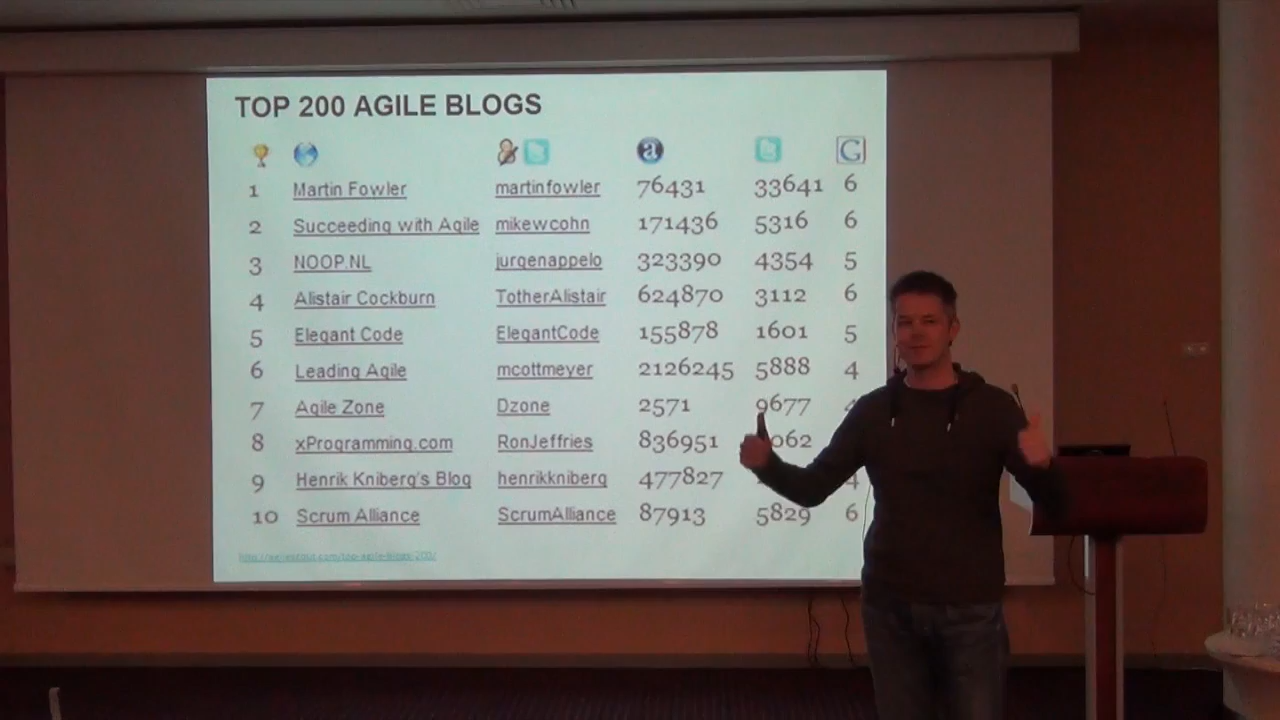 TOP 200 AGILE BLOGS
a G
1 Martin Fowler martinfowler 76431 33641 6
2 Succeeding with Agile mikewcohn 171436 5316 6
3 NOOP.NL jurgenappelo 323390 4354 5
4 Alistair Cockburn TotherAlistair 624870 3112 6
5 Elegant Code ElegantCode 155878 1601 5
6 Leading Agile mcottmeyer 2126245 5888 4
7 Agile Zone Dzone 2571 9677
8 xProgramming.com RonJeffries 836951 062
9 Henrik Kniberg's Blog henrikkniberg 477827 4
10 Scrum Alliance ScrumAlliance 87913 5829 6